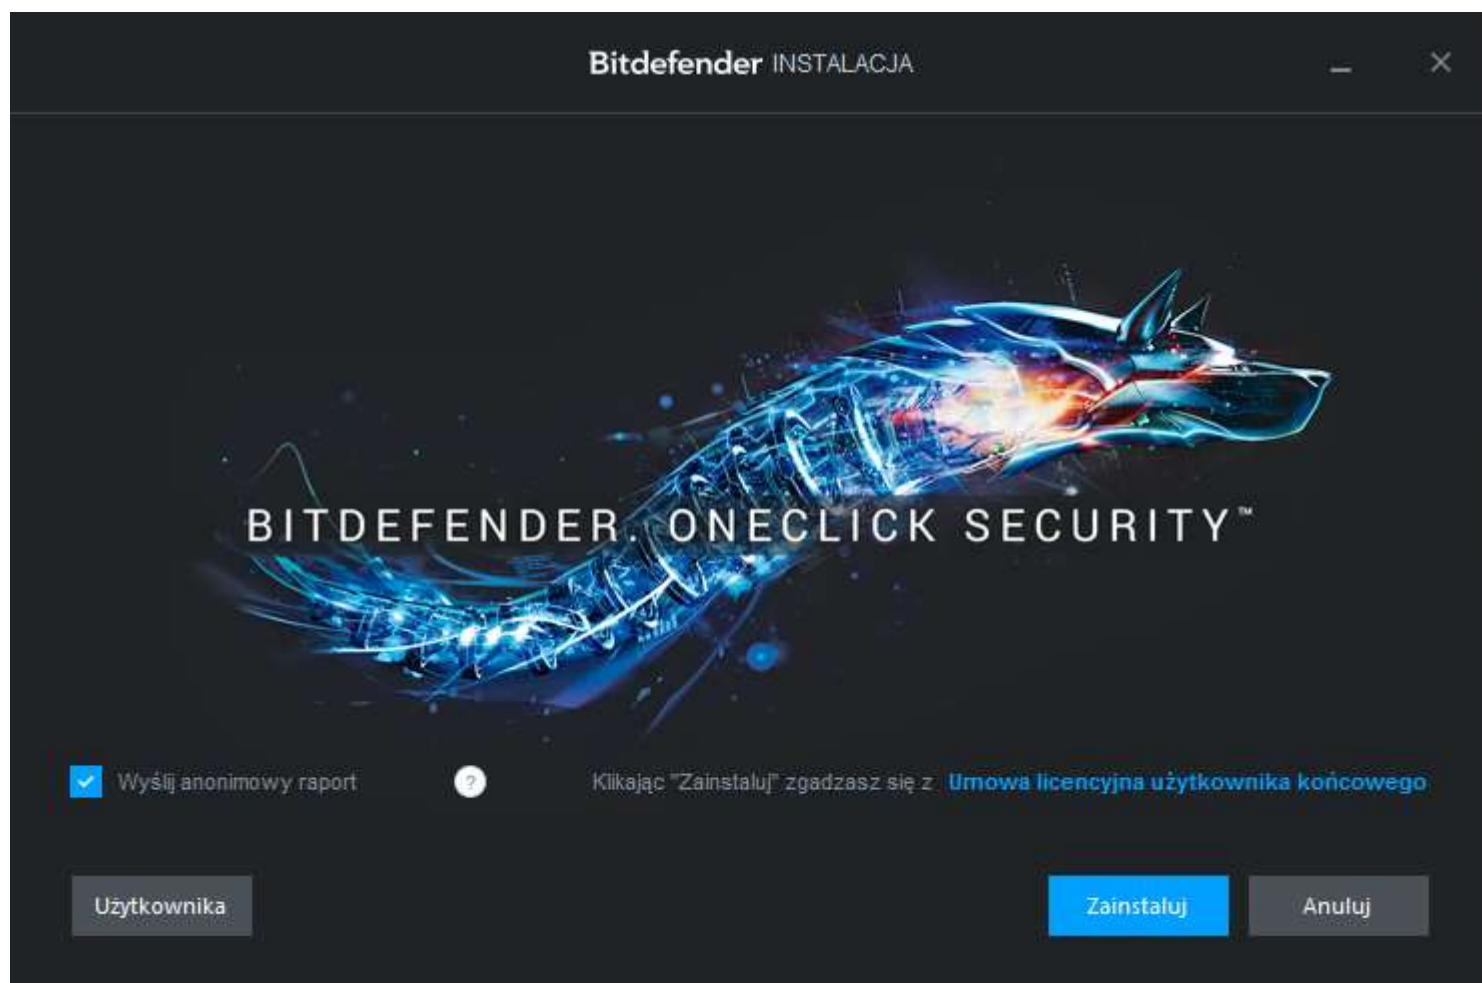 Bitdefender INSTALACJA
BITDEFENDER. ONECLICK SECURITY™
Wyślij anonimowy raport ? Klikając "Zainstaluj" zgadzasz się z Umowa licencyjna użytkownika końcowego
Użytkownika Zainstaluj Anuluj